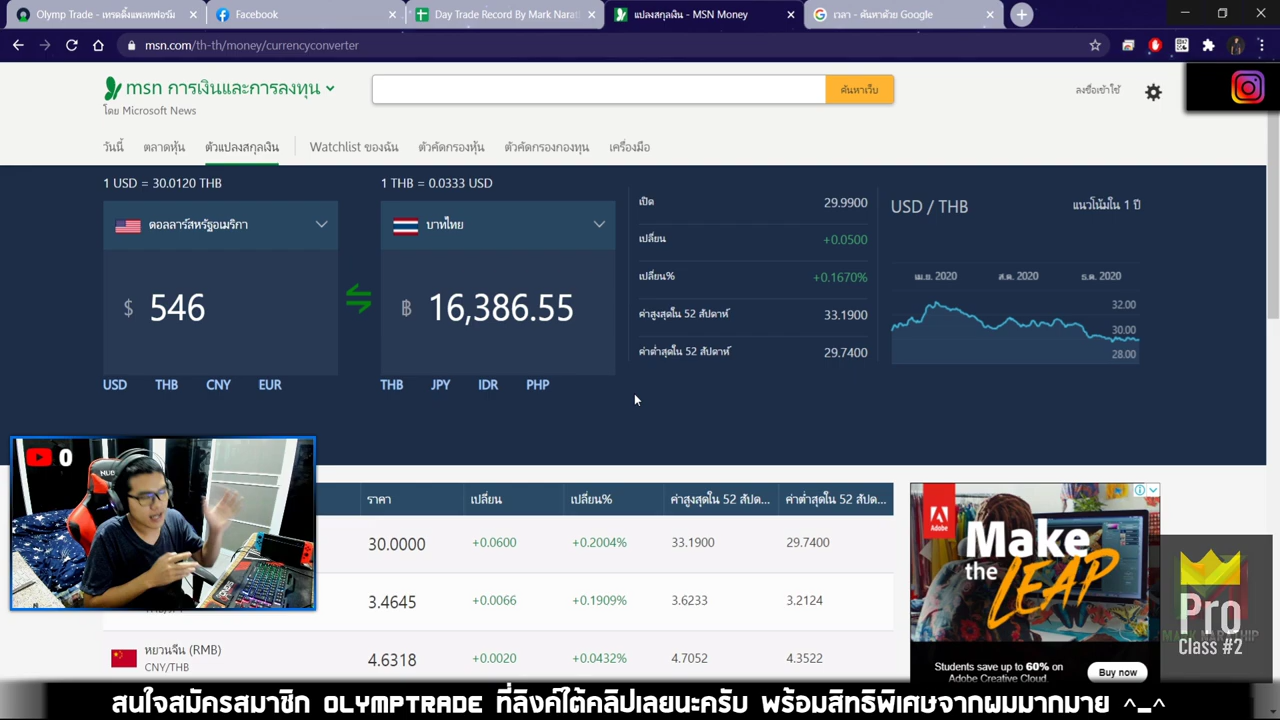 Olymp Trade - เทรดดิ้งแพลทฟอร์ม
Facebook
Day Trade Record By Mark Narat
แปลงสกุลเงิน - MSN Money
เวลา - ค้นหาด้วย Google
msn.com/th-th/money/currencyconverter
msn การเงินและการลงทุน
โดย Microsoft News
ค้นหาเว็บ
ลงชื่อเข้าใช้
วันนี้
ตลาดหุ้น
ตัวแปลงสกุลเงิน
Watchlist ของฉัน
ตัวคัดกรองหุ้น
ตัวคัดกรองกองทุน
เครื่องมือ
1 USD = 30.0120 THB
1 THB = 0.0333 USD
ดอลลาร์สหรัฐอเมริกา
บาทไทย
$ 546
฿ 16,386.55
USD THB CNY EUR
THB JPY IDR PHP
เปิด 29.9900
เปลี่ยน +0.0500
เปลี่ยน% +0.1670%
ค่าสูงสุดใน 52 สัปดาห์ 33.1900
ค่าต่ำสุดใน 52 สัปดาห์ 29.7400
USD / THB
แนวโน้มใน 1 ปี
เม.ย. 2020 ส.ค. 2020 ธ.ค. 2020
32.00
30.00
28.00
0
ราคา เปลี่ยน เปลี่ยน% ค่าสูงสุดใน 52 สัปด... ค่าต่ำสุดใน 52 สัปด...
30.0000 +0.0600 +0.2004% 33.1900 29.7400
3.4645 +0.0066 +0.1909% 3.6233 3.2124
หยวนจีน (RMB)
CNY/THB
4.6318 +0.0020 +0.0432% 4.7052 4.3522
Adobe
Make
the LEAP
Students save up to 60% on
Adobe Creative Cloud.
Buy now
Pro
Class #2
สนใจสมัครสมาชิก OLYMPTRADE ที่ลิงค์ใต้คลิปเลยนะครับ พร้อมสิทธิพิเศษจากผมมากมาย ^_^